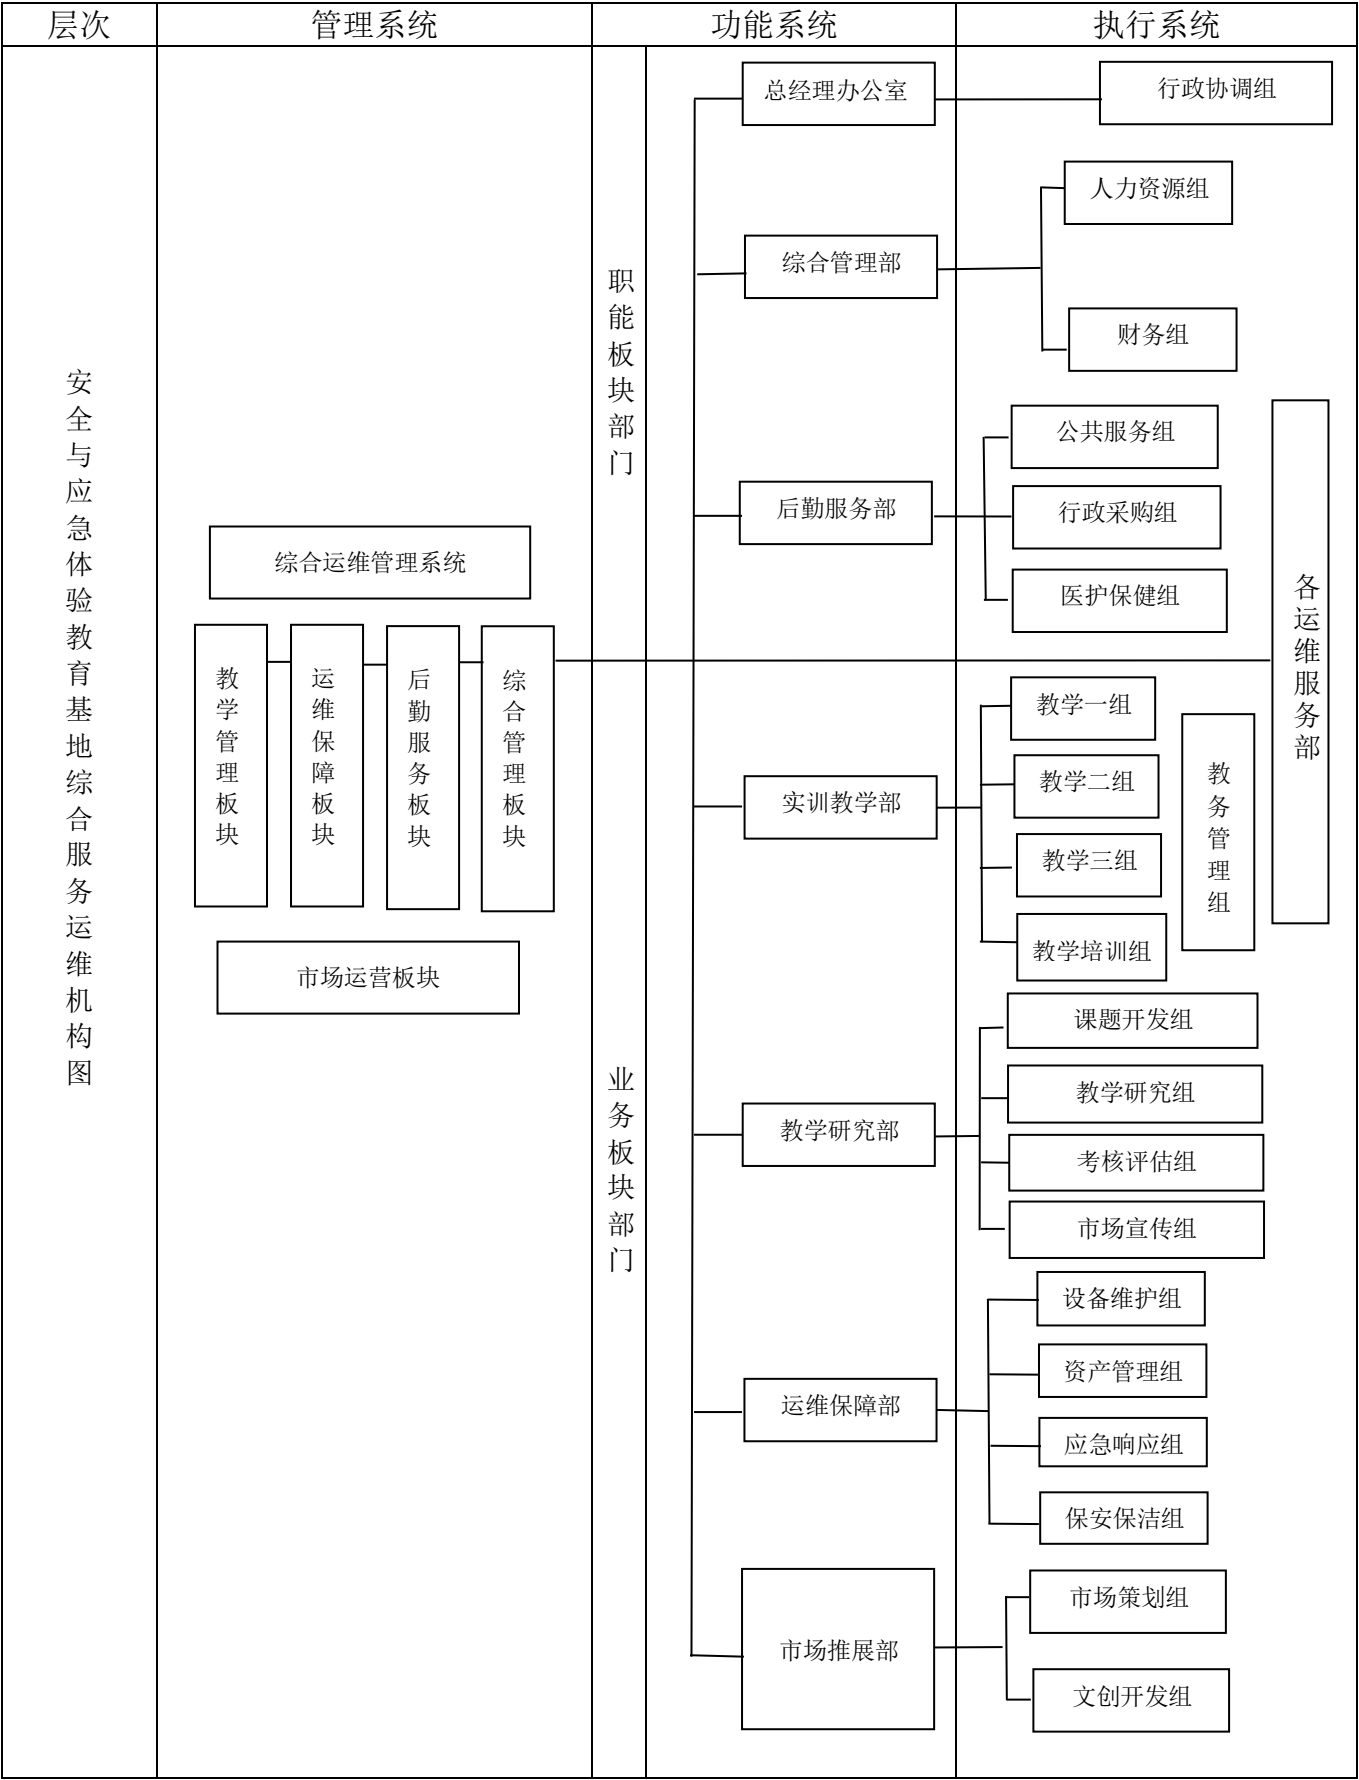 层次
管理系统
功能系统
执行系统
安全与应急体验教育基地综合服务运维机构图
综合运维管理系统
教学管理板块
运维保障板块
后勤服务板块
综合管理板块
市场运营板块
职能板块部门
业务板块部门
总经理办公室
行政协调组
综合管理部
人力资源组
财务组
后勤服务部
公共服务组
行政采购组
医护保健组
各运维服务部
实训教学部
教学一组
教学二组
教学三组
教学培训组
教务管理组
教学研究部
课题开发组
教学研究组
考核评估组
市场宣传组
运维保障部
设备维护组
资产管理组
应急响应组
保安保洁组
市场推展部
市场策划组
文创开发组